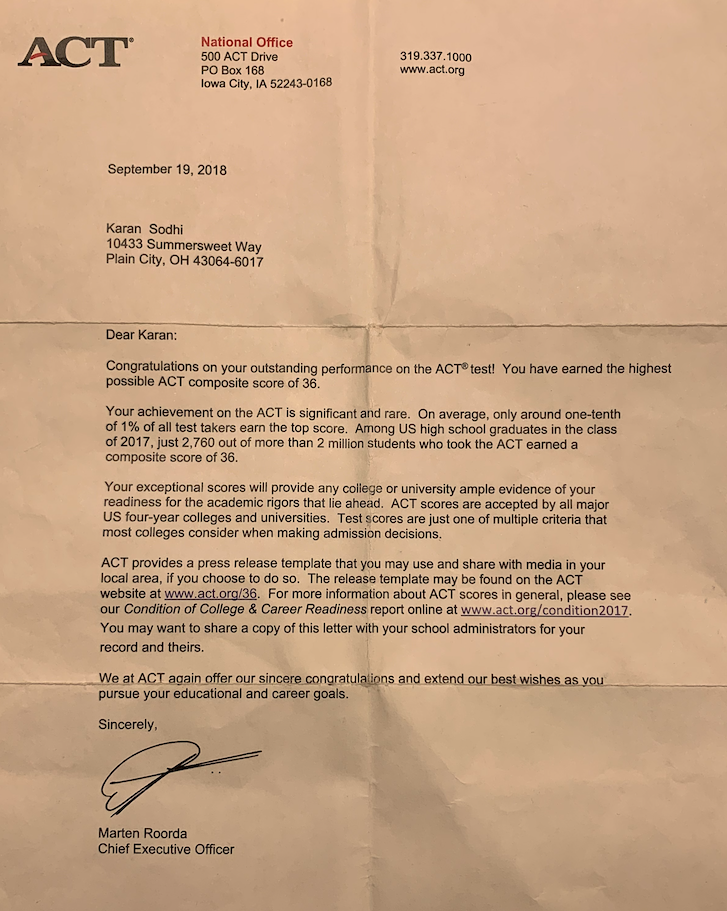 ACT®
National Office
500 ACT Drive
PO Box 168
Iowa City, IA 52243-0168
319.337.1000
www.act.org
September 19, 2018
Karan Sodhi
10433 Summersweet Way
Plain City, OH 43064-6017
Dear Karan:
Congratulations on your outstanding performance on the ACT® test! You have earned the highest
possible ACT composite score of 36.
Your achievement on the ACT is significant and rare. On average, only around one-tenth
of 1% of all test takers earn the top score. Among US high school graduates in the class
of 2017, just 2,760 out of more than 2 million students who took the ACT earned a
composite score of 36.
Your exceptional scores will provide any college or university ample evidence of your
readiness for the academic rigors that lie ahead. ACT scores are accepted by all major
US four-year colleges and universities. Test scores are just one of multiple criteria that
most colleges consider when making admission decisions.
ACT provides a press release template that you may use and share with media in your
local area, if you choose to do so. The release template may be found on the ACT
website at www.act.org/36. For more information about ACT scores in general, please see
our Condition of College & Career Readiness report online at www.act.org/condition2017.
You may want to share a copy of this letter with your school administrators for your
record and theirs.
We at ACT again offer our sincere congratulations and extend our best wishes as you
pursue your educational and career goals.
Sincerely,
Marten Roorda
Chief Executive Officer